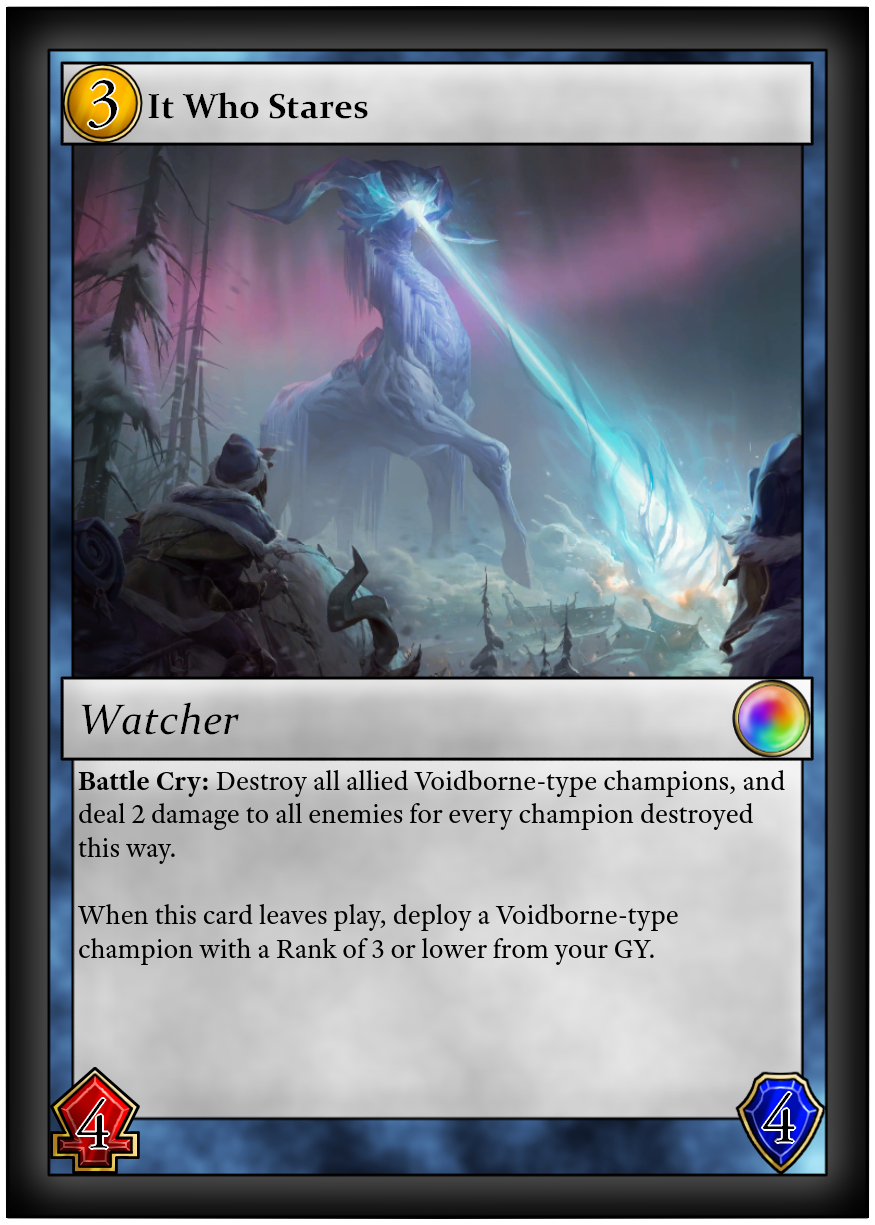 3 It Who Stares
Watcher
Battle Cry: Destroy all allied Voidborne-type champions, and
deal 2 damage to all enemies for every champion destroyed
this way.
When this card leaves play, deploy a Voidborne-type
champion with a Rank of 3 or lower from your GY.
4 4